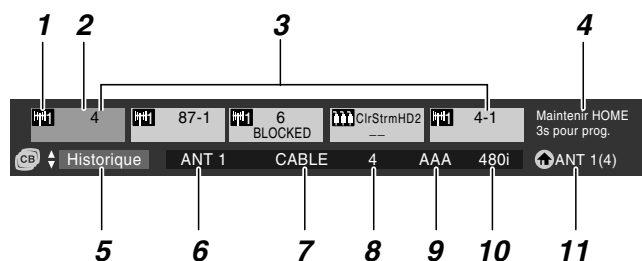 1 2 3 4
4 87-1 6 ClrStrmHD2 4-1 Maintenir HOME
BLOCKED -- 3s pour prog.
CB Historique ANT 1 CABLE 4 AAA 480i ANT 1(4)
5 6 7 8 9 10 11